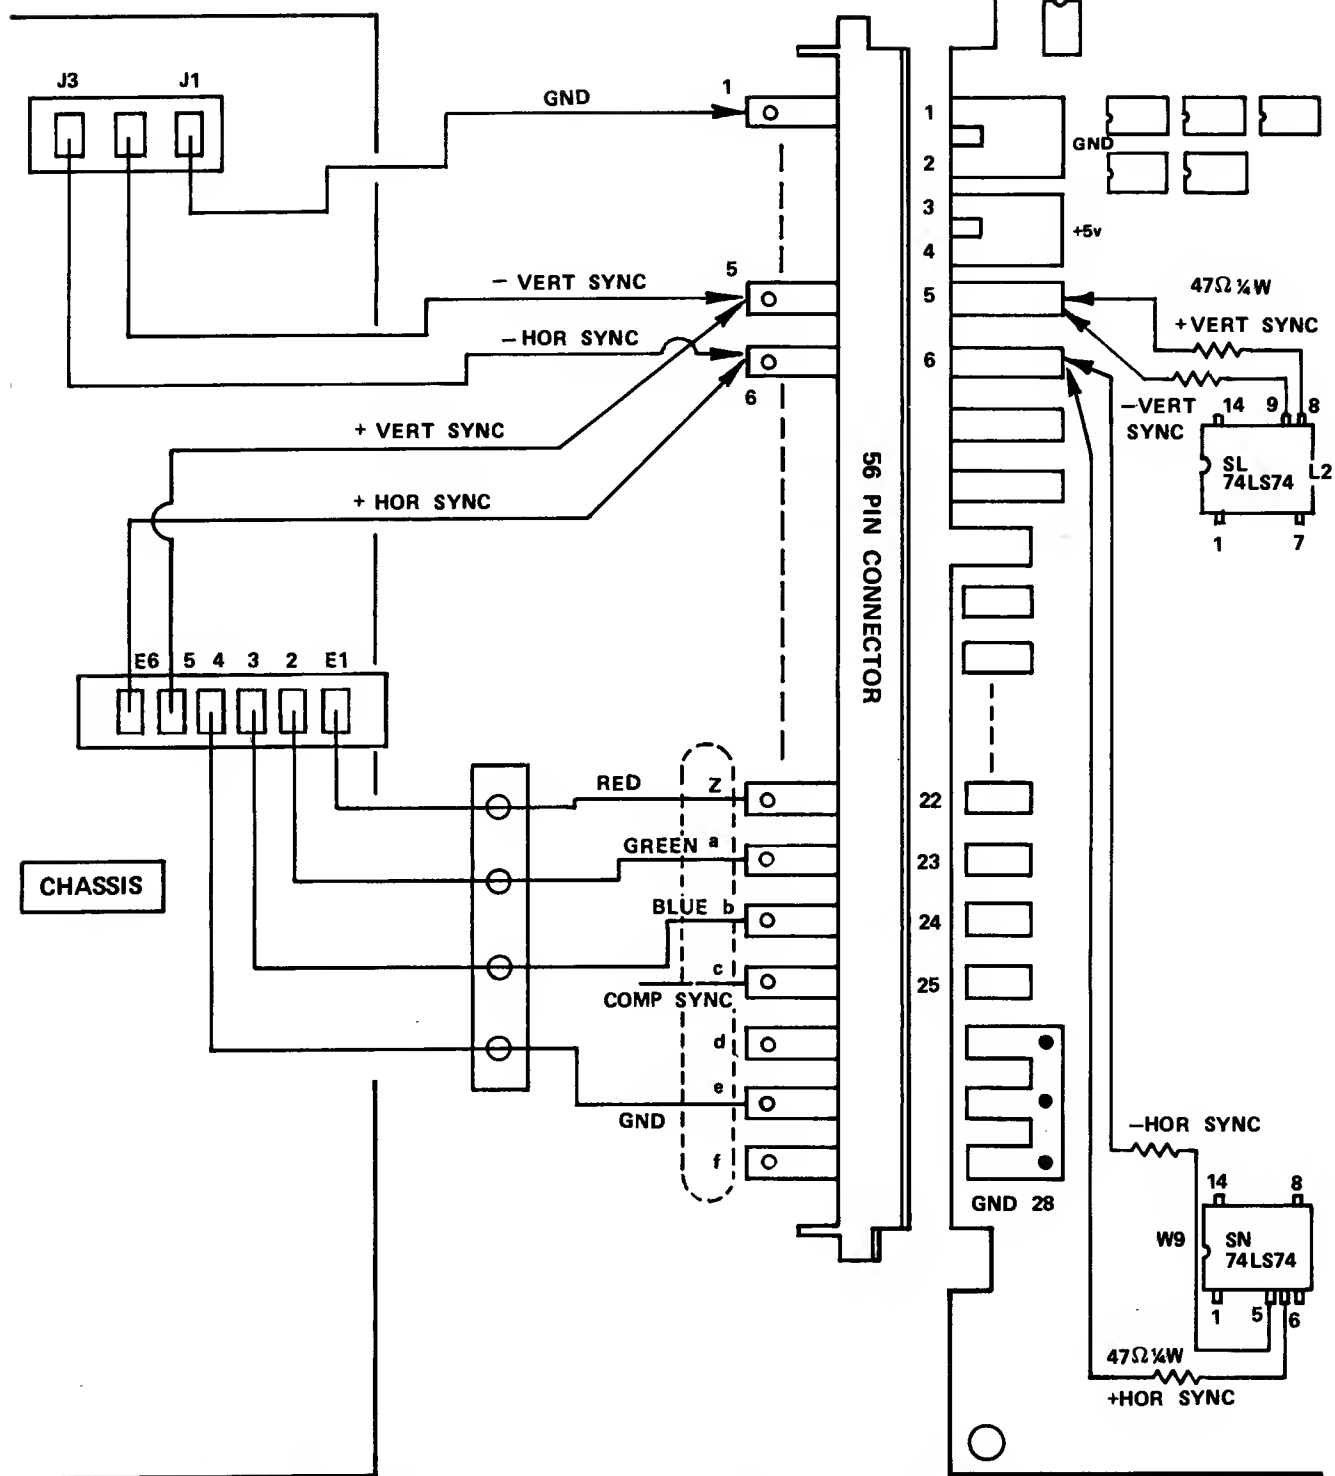 J3 J1
GND
1
1
2
GND
3
4
+5v
5
– VERT SYNC
5
47Ω ¼W
+VERT SYNC
–HOR SYNC
6
6
–VERT
SYNC
14 9 8
SL
74LS74
L2
1 7
+ VERT SYNC
+ HOR SYNC
56 PIN CONNECTOR
E6 5 4 3 2 E1
RED
Z
22
GREEN a
23
CHASSIS
BLUE b
24
c
COMP SYNC
25
d
e
GND
f
GND 28
–HOR SYNC
14 8
W9
SN
74LS74
1 5 6
47Ω ¼W
+HOR SYNC